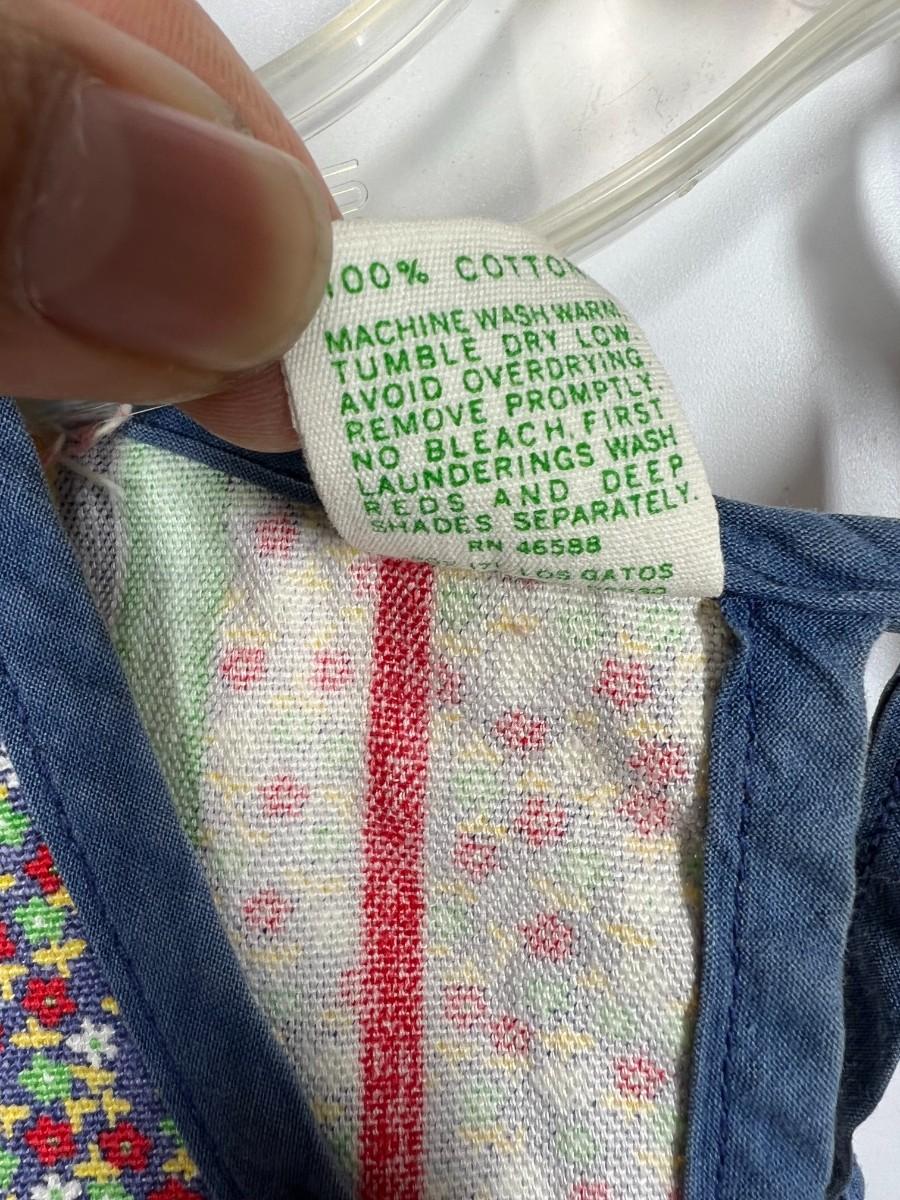 100% COTTON
MACHINE WASH WARM.
TUMBLE DRY LOW.
AVOID OVERDRYING
REMOVE PROMPTLY.
NO BLEACH. FIRST
LAUNDERINGS WASH
REDS AND DEEP
SHADES SEPARATELY.
RN 46588
LOS GATOS